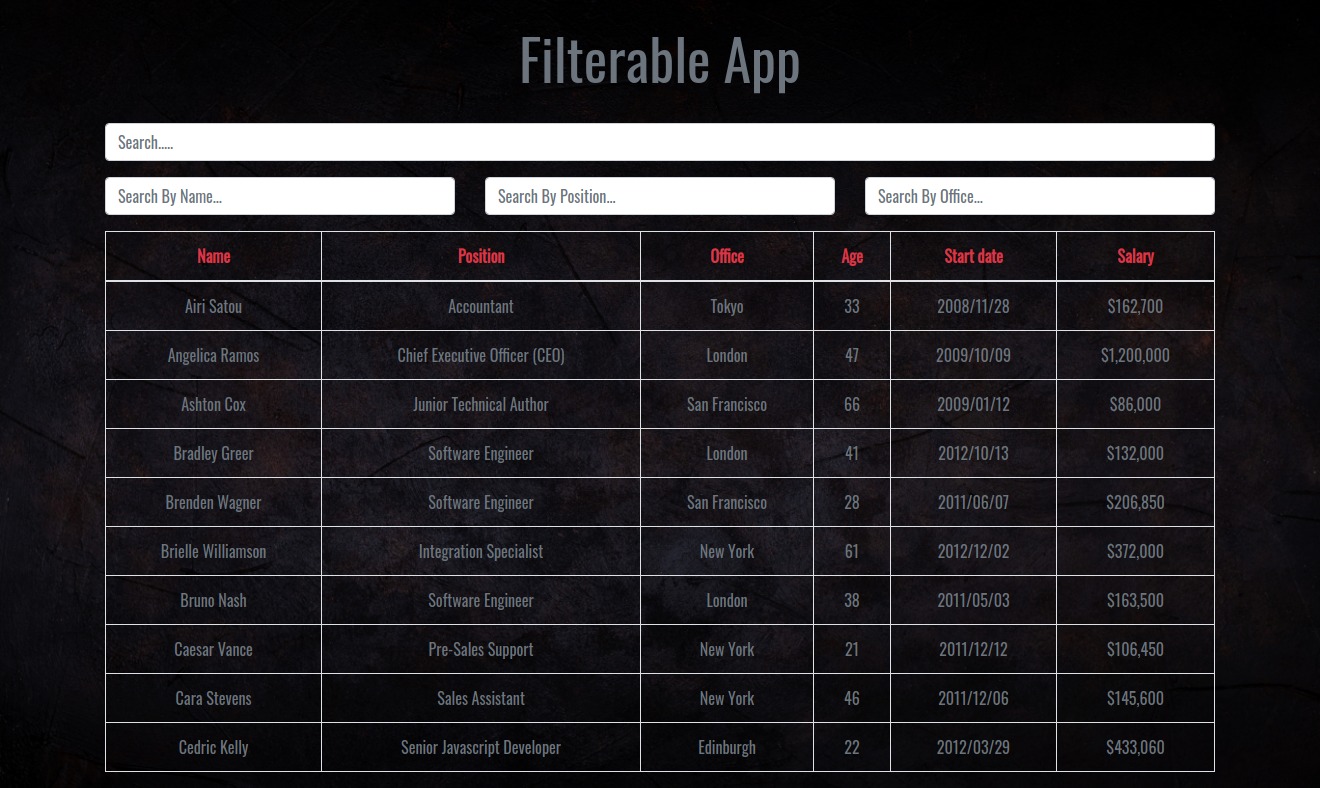 Filterable App
Search.....
Search By Name... Search By Position... Search By Office...
Name Position Office Age Start date Salary
Airi Satou Accountant Tokyo 33 2008/11/28 $162,700
Angelica Ramos Chief Executive Officer (CEO) London 47 2009/10/09 $1,200,000
Ashton Cox Junior Technical Author San Francisco 66 2009/01/12 $86,000
Bradley Greer Software Engineer London 41 2012/10/13 $132,000
Brenden Wagner Software Engineer San Francisco 28 2011/06/07 $206,850
Brielle Williamson Integration Specialist New York 61 2012/12/02 $372,000
Bruno Nash Software Engineer London 38 2011/05/03 $163,500
Caesar Vance Pre-Sales Support New York 21 2011/12/12 $106,450
Cara Stevens Sales Assistant New York 46 2011/12/06 $145,600
Cedric Kelly Senior Javascript Developer Edinburgh 22 2012/03/29 $433,060